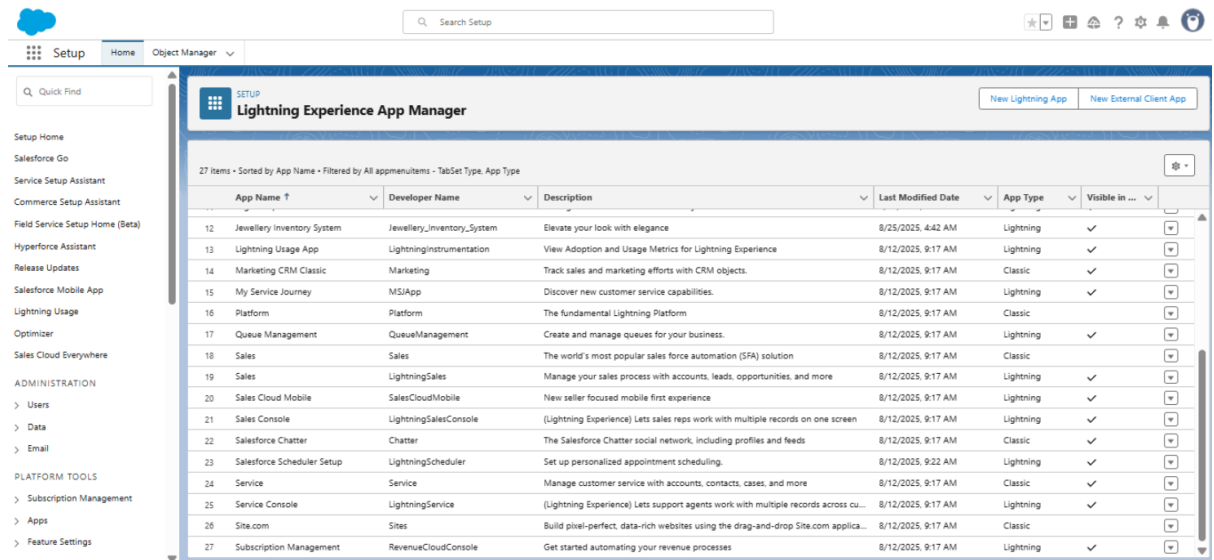 Search Setup
Setup Home Object Manager
Quick Find
Setup Home
Salesforce Go
Service Setup Assistant
Commerce Setup Assistant
Field Service Setup Home (Beta)
Hyperforce Assistant
Release Updates
Salesforce Mobile App
Lightning Usage
Optimizer
Sales Cloud Everywhere
ADMINISTRATION
Users
Data
Email
PLATFORM TOOLS
Subscription Management
Apps
Feature Settings
SETUP
Lightning Experience App Manager
New Lightning App New External Client App
27 items • Sorted by App Name • Filtered by All appmenuitems - TabSet Type, App Type
App Name ↑ Developer Name Description Last Modified Date App Type Visible in ...
12 Jewellery Inventory System Jewellery_Inventory_System Elevate your look with elegance 8/25/2025, 4:42 AM Lightning ✓
13 Lightning Usage App LightningInstrumentation View Adoption and Usage Metrics for Lightning Experience 8/12/2025, 9:17 AM Lightning ✓
14 Marketing CRM Classic Marketing Track sales and marketing efforts with CRM objects. 8/12/2025, 9:17 AM Classic ✓
15 My Service Journey MSJApp Discover new customer service capabilities. 8/12/2025, 9:17 AM Lightning ✓
16 Platform Platform The fundamental Lightning Platform 8/12/2025, 9:17 AM Classic
17 Queue Management QueueManagement Create and manage queues for your business. 8/12/2025, 9:17 AM Lightning ✓
18 Sales Sales The world's most popular sales force automation (SFA) solution 8/12/2025, 9:17 AM Classic
19 Sales LightningSales Manage your sales process with accounts, leads, opportunities, and more 8/12/2025, 9:17 AM Lightning ✓
20 Sales Cloud Mobile SalesCloudMobile New seller focused mobile first experience 8/12/2025, 9:17 AM Lightning
21 Sales Console LightningSalesConsole (Lightning Experience) Lets sales reps work with multiple records on one screen 8/12/2025, 9:17 AM Lightning ✓
22 Salesforce Chatter Chatter The Salesforce Chatter social network, including profiles and feeds 8/12/2025, 9:17 AM Classic ✓
23 Salesforce Scheduler Setup LightningScheduler Set up personalized appointment scheduling. 8/12/2025, 9:22 AM Lightning ✓
24 Service Service Manage customer service with accounts, contacts, cases, and more 8/12/2025, 9:17 AM Classic ✓
25 Service Console LightningService (Lightning Experience) Lets support agents work with multiple records across cu... 8/12/2025, 9:17 AM Lightning ✓
26 Site.com Sites Build pixel-perfect, data-rich websites using the drag-and-drop Site.com applica... 8/12/2025, 9:17 AM Classic
27 Subscription Management RevenueCloudConsole Get started automating your revenue processes 8/12/2025, 9:17 AM Lightning ✓